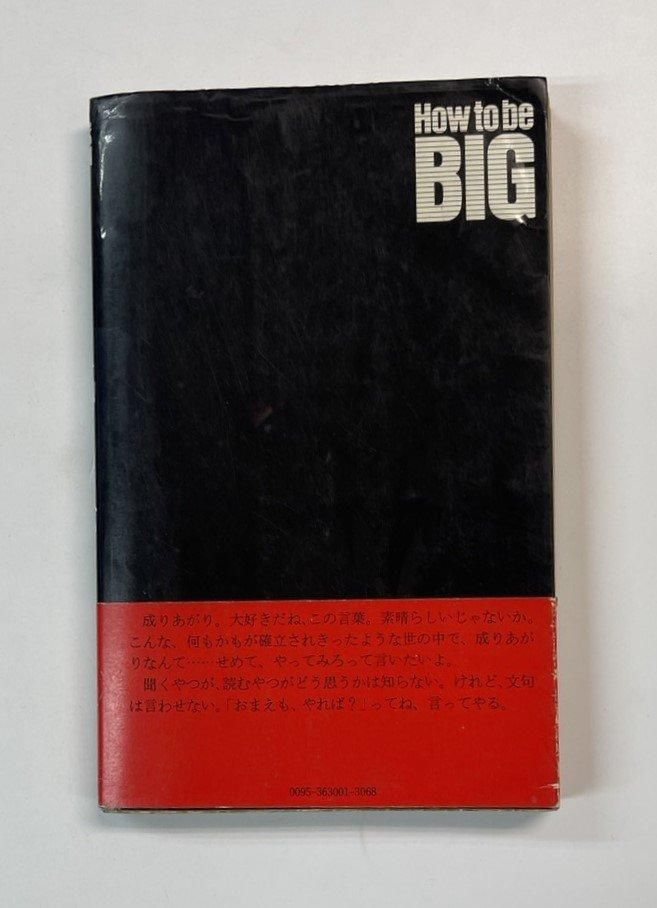 How to be
BIG
成りあがり。大好きだね、この言葉。素晴らしいじゃないか。
こんな、何もかもが確立されきったような世の中で、成りあが
りなんて……せめて、やってみろって言いたいよ。
聞くやつが、読むやつがどう思うかは知らない。けれど、文句
は言わせない。「おまえも、やれば？」ってね、言ってやる。
0095-363001-3068